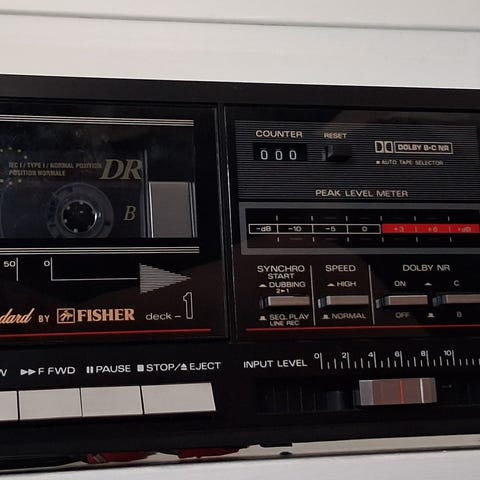 COUNTER
RESET
000
DOLBY B-C NR
AUTO TAPE SELECTOR
IEC I / TYPE I / NORMAL POSITION
POSITION NORMALE
DR
B
PEAK LEVEL METER
-dB -10 -5 0 +3 +6 +dB
50 0
SYNCHRO START
DUBBING
2▶1
SEQ. PLAY
LINE REC
SPEED
HIGH
NORMAL
DOLBY NR
ON C
OFF B
dard BY FISHER
deck-1
W ▶▶F FWD ▮▮PAUSE ■STOP/▲EJECT
INPUT LEVEL 0 2 4 6 8 10